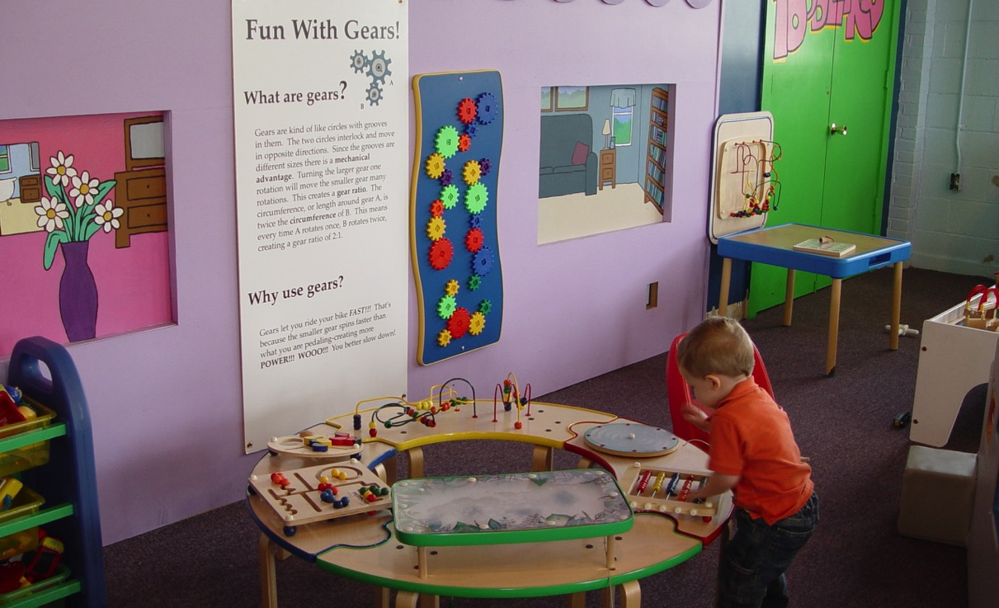 Fun With Gears!
A
B
What are gears?
Gears are kind of like circles with grooves
in them. The two circles interlock and move
in opposite directions. Since the grooves are
different sizes there is a mechanical
advantage. Turning the larger gear one
rotation will move the smaller gear many
rotations. This creates a gear ratio. The
circumference, or length around gear A, is
twice the circumference of B. This means
every time A rotates once, B rotates twice,
creating a gear ratio of 2:1.
Why use gears?
Gears let you ride your bike FAST!!! That's
because the smaller gear spins faster than
what you are pedaling-creating more
POWER!!! WOOO!!! You better slow down!